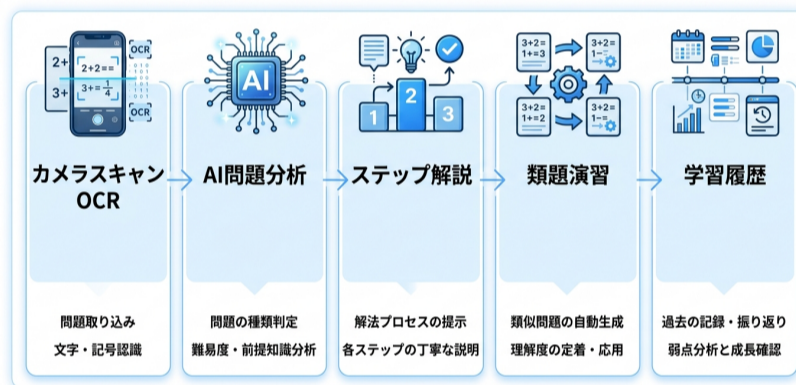 2+
3+
2+2==
3+=1/4
OCR
OCR
AI
1
2
3
3+2=
1+=3
3+2=
1-=
3+2=
1+=2
3+2=
1-=
カメラスキャン
OCR
AI問題分析
ステップ解説
類題演習
学習履歴
問題取り込み
文字・記号認識
問題の種類判定
難易度・前提知識分析
解法プロセスの提示
各ステップの丁寧な説明
類似問題の自動生成
理解度の定着・応用
過去の記録・振り返り
弱点分析と成長確認